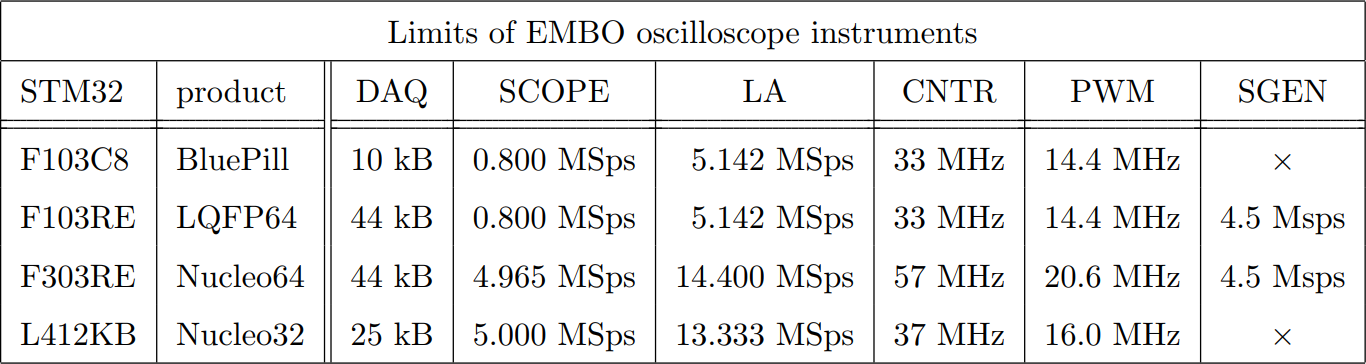 Limits of EMBO oscilloscope instruments
STM32 product DAQ SCOPE LA CNTR PWM SGEN
F103C8 BluePill 10 kB 0.800 MSps 5.142 MSps 33 MHz 14.4 MHz ×
F103RE LQFP64 44 kB 0.800 MSps 5.142 MSps 33 MHz 14.4 MHz 4.5 Msps
F303RE Nucleo64 44 kB 4.965 MSps 14.400 MSps 57 MHz 20.6 MHz 4.5 Msps
L412KB Nucleo32 25 kB 5.000 MSps 13.333 MSps 37 MHz 16.0 MHz ×